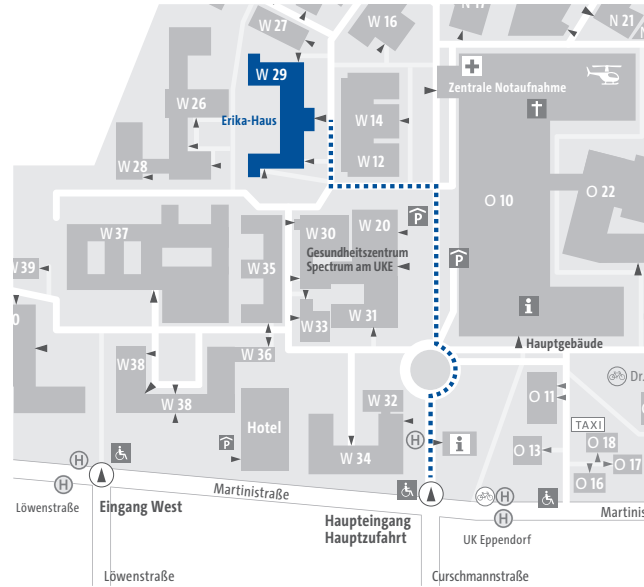 W 27
W 16
N 17
N 21
W 29
Zentrale Notaufnahme
W 26
Erika-Haus
W 14
W 28
W 12
O 10
O 22
W 37
W 30
W 20
P
W 39
W 35
Gesundheitszentrum
Spectrum am UKE
P
i
W 33
W 31
Hauptgebäude
W 36
W38
Dr.
W 38
W 32
O 11
P
Hotel
TAXI
H
i
O 18
W 34
O 13
O 17
H
O 16
Martinistraße
H
Löwenstraße
Eingang West
Haupteingang
Hauptzufahrt
H
H
Martinis
UK Eppendorf
Löwenstraße
Curschmannstraße